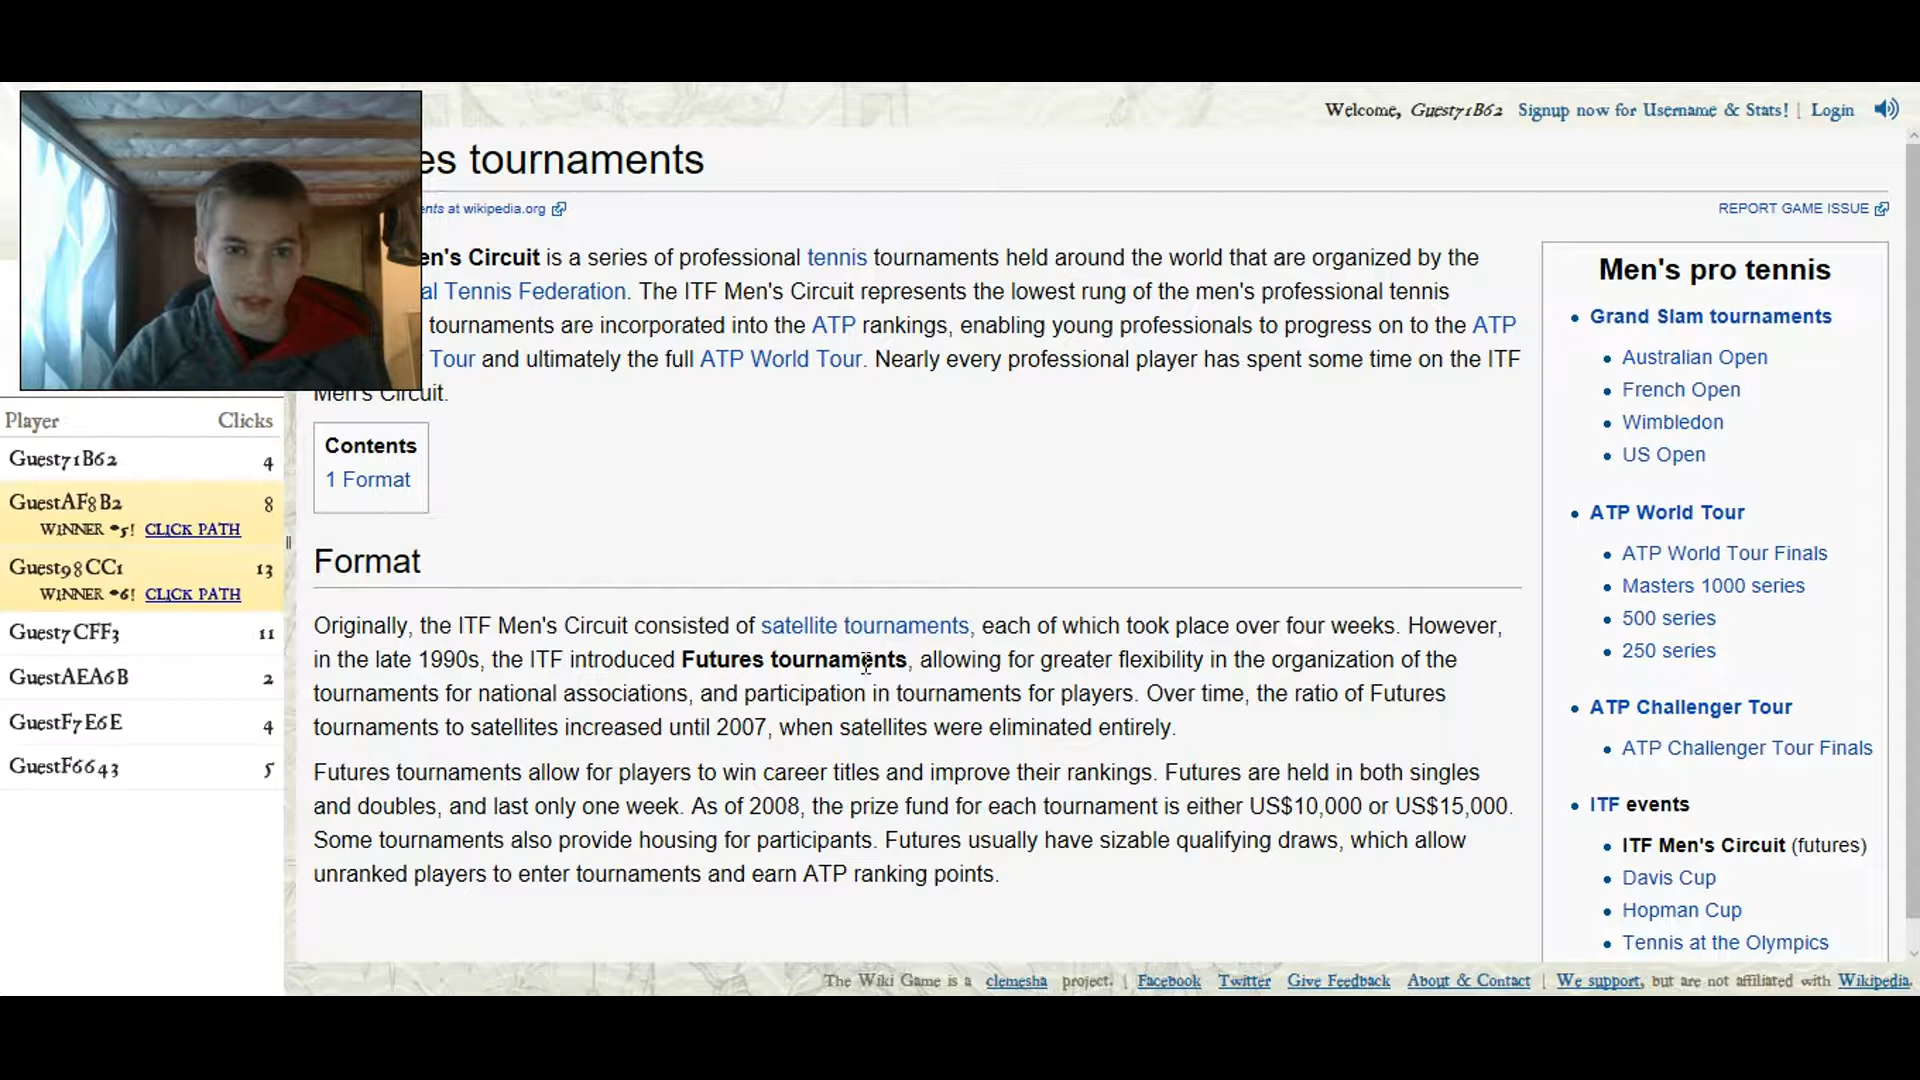 Welcome, Guest71B62 Signup now for Username & Stats! | Login
es tournaments
ents at wikipedia.org
REPORT GAME ISSUE
en's Circuit is a series of professional tennis tournaments held around the world that are organized by the
al Tennis Federation. The ITF Men's Circuit represents the lowest rung of the men's professional tennis
tournaments are incorporated into the ATP rankings, enabling young professionals to progress on to the ATP
Tour and ultimately the full ATP World Tour. Nearly every professional player has spent some time on the ITF
Men's Circuit.
Contents
1 Format
Format
Originally, the ITF Men's Circuit consisted of satellite tournaments, each of which took place over four weeks. However,
in the late 1990s, the ITF introduced Futures tournaments, allowing for greater flexibility in the organization of the
tournaments for national associations, and participation in tournaments for players. Over time, the ratio of Futures
tournaments to satellites increased until 2007, when satellites were eliminated entirely.
Futures tournaments allow for players to win career titles and improve their rankings. Futures are held in both singles
and doubles, and last only one week. As of 2008, the prize fund for each tournament is either US$10,000 or US$15,000.
Some tournaments also provide housing for participants. Futures usually have sizable qualifying draws, which allow
unranked players to enter tournaments and earn ATP ranking points.
Men's pro tennis
Grand Slam tournaments
Australian Open
French Open
Wimbledon
US Open
ATP World Tour
ATP World Tour Finals
Masters 1000 series
500 series
250 series
ATP Challenger Tour
ATP Challenger Tour Finals
ITF events
ITF Men's Circuit (futures)
Davis Cup
Hopman Cup
Tennis at the Olympics
Player Clicks
Guest71B62 4
GuestAF8B2 8
WINNER #5! CLICK PATH
Guest98CC1 13
WINNER #6! CLICK PATH
Guest7CFF3 11
GuestAEA6B 2
GuestF7E6E 4
GuestF6643 5
The Wiki Game is a clemesha project. | Facebook Twitter Give Feedback About & Contact | We support, but are not affiliated with Wikipedia.